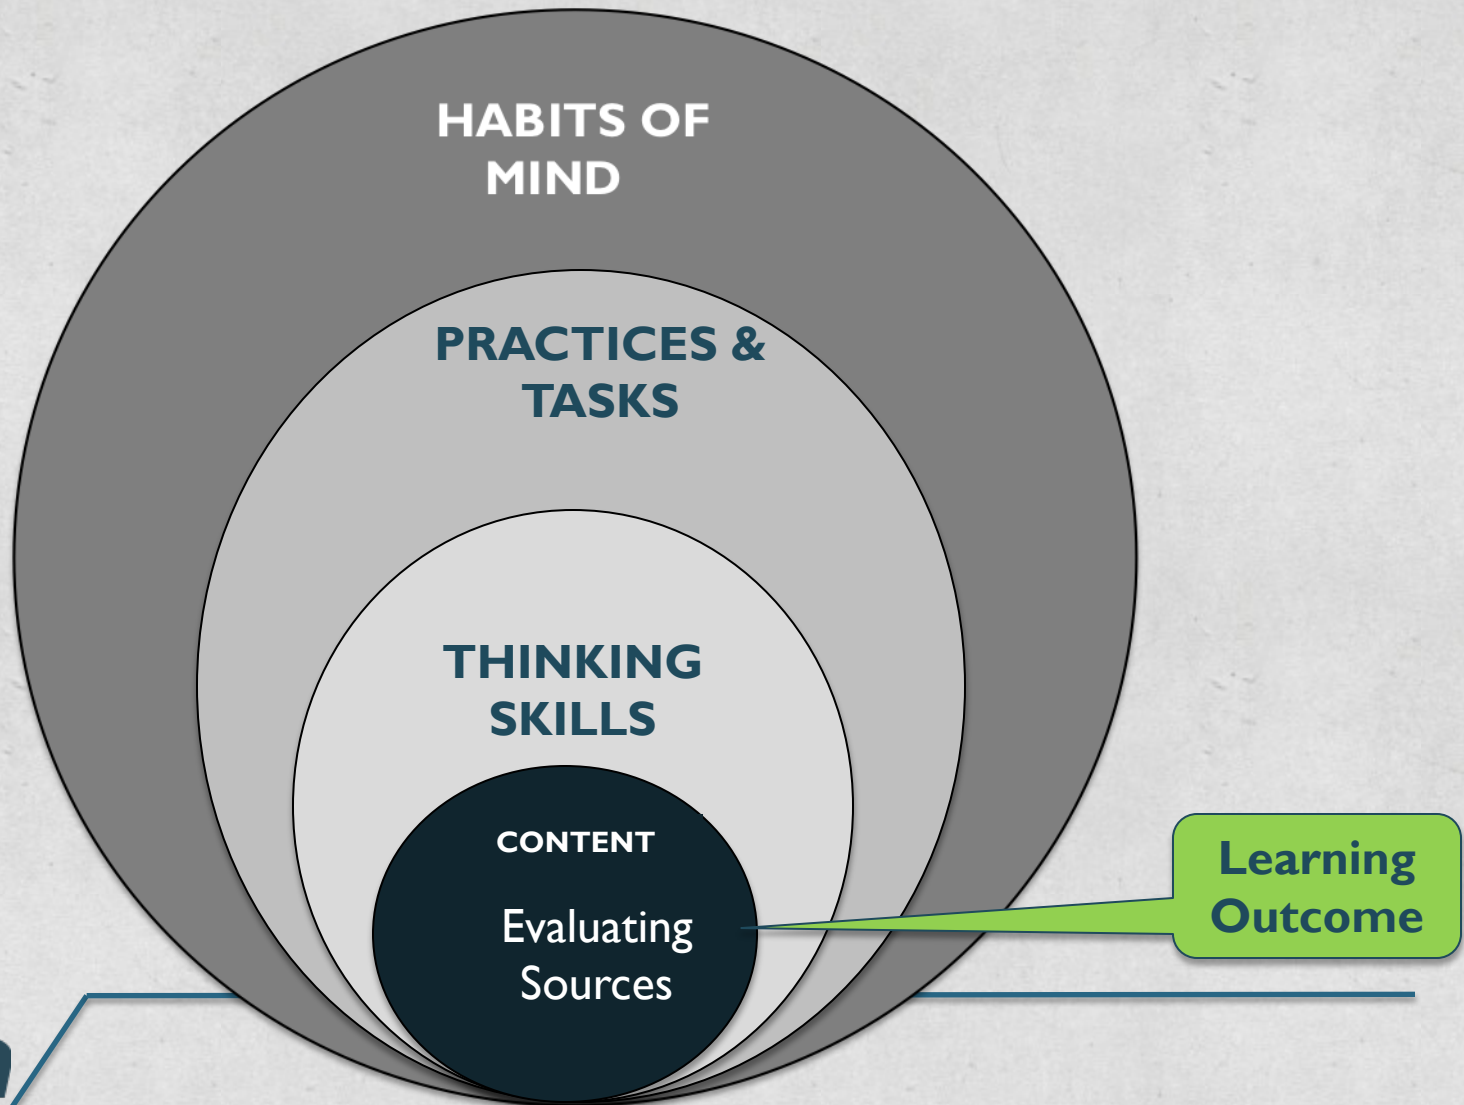 HABITS OF
MIND
PRACTICES &
TASKS
THINKING
SKILLS
CONTENT
Evaluating
Sources
Learning
Outcome